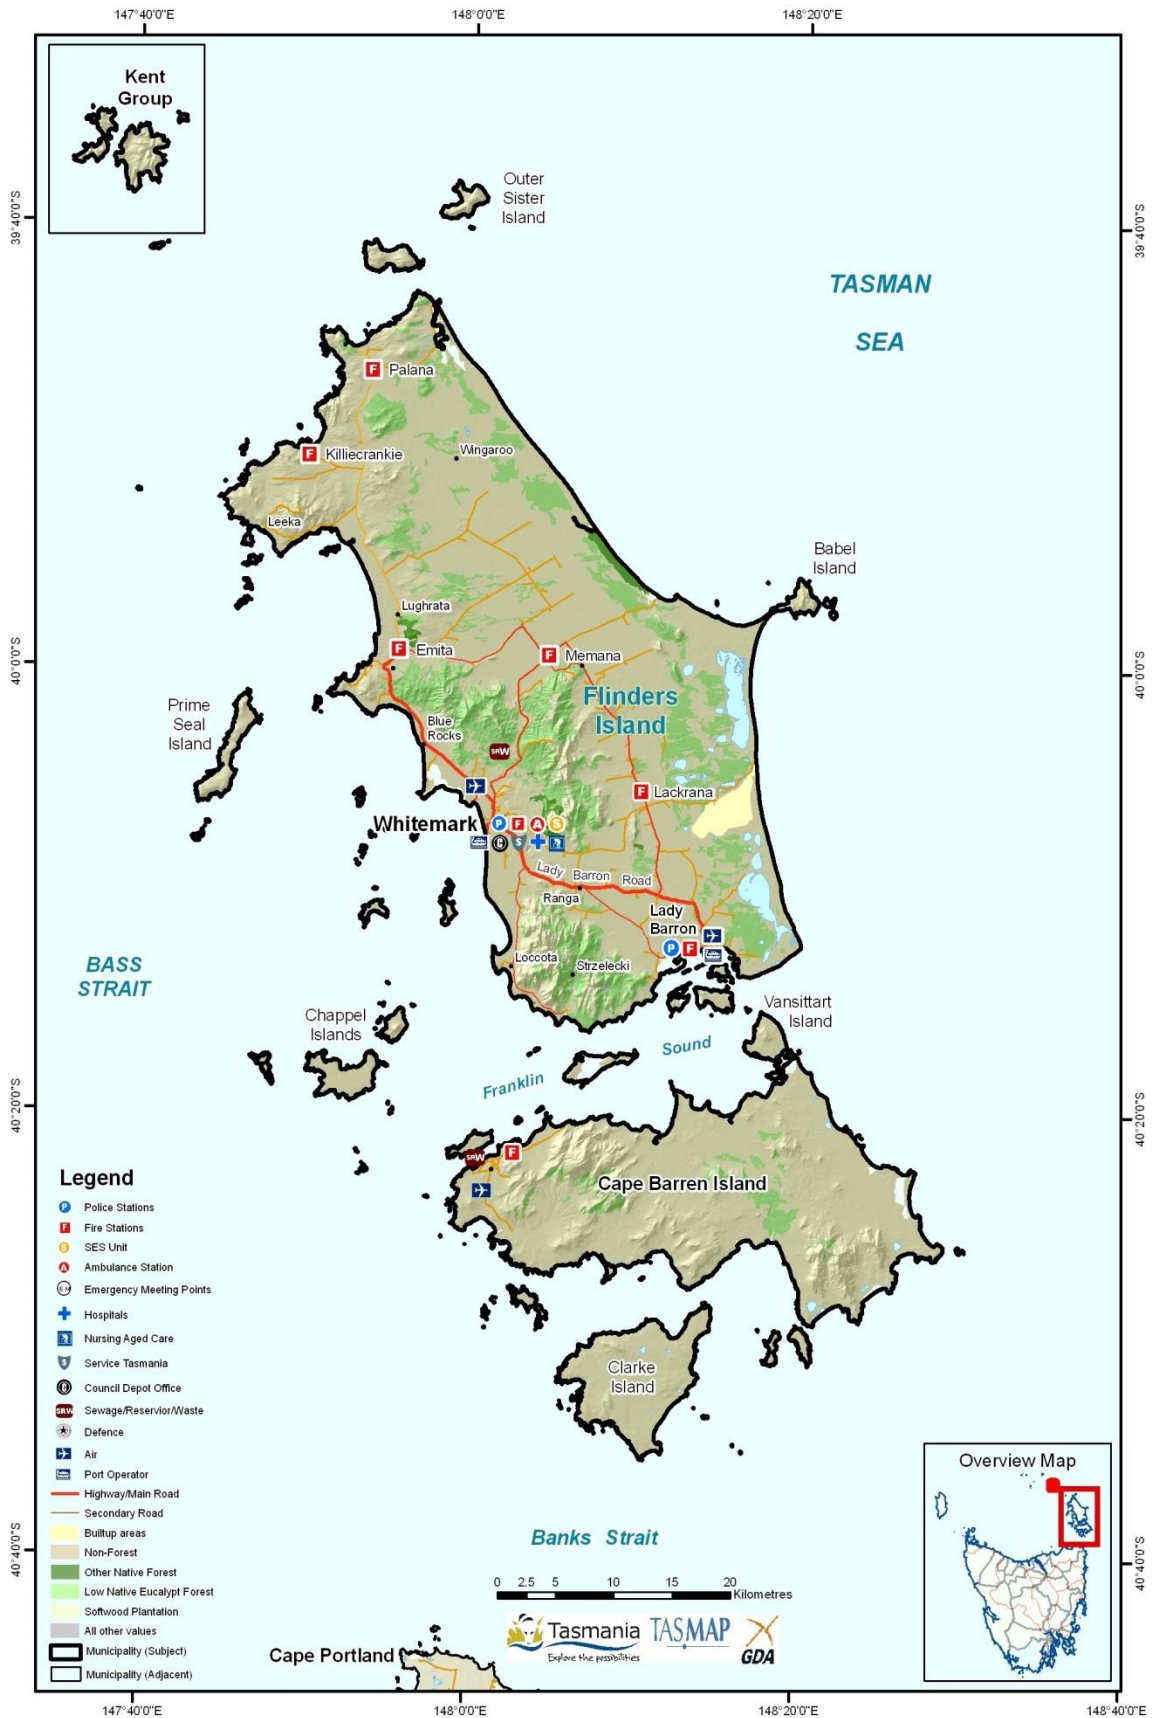 147°40'0"E
148°0'0"E
148°20'0"E
Kent
Group
Outer
Sister
Island
39°40'0"S
39°40'0"S
TASMAN
SEA
F
Palana
F
Killiecrankie
Wingaroo
Leeka
Babel
Island
Lughrata
F
Emita
F
Memana
40°0'0"S
40°0'0"S
Flinders
Island
Prime
Seal
Island
Blue
Rocks
SRW
F
Lackrana
Whitemark
P
F
A
S
C
S
Lady Barron Road
Ranga
Lady
Barron
P
F
Loccota
Strzelecki
BASS
STRAIT
Chappel
Islands
Vansittart
Island
Franklin Sound
40°20'0"S
40°20'0"S
SRW
F
Cape Barren Island
Clarke
Island
Legend
P Police Stations
F Fire Stations
S SES Unit
A Ambulance Station
Emergency Meeting Points
Hospitals
Nursing Aged Care
S Service Tasmania
C Council Depot Office
SRW Sewage/Reservior/Waste
Defence
Air
Port Operator
Highway/Main Road
Secondary Road
Builtup areas
Non-Forest
Other Native Forest
Low Native Eucalypt Forest
Softwood Plantation
All other values
Municipality (Subject)
Municipality (Adjacent)
Overview Map
Banks Strait
40°40'0"S
40°40'0"S
0 2.5 5 10 15 20
Kilometres
Tasmania
Explore the possibilities
TASMAP
GDA
Cape Portland
147°40'0"E
148°0'0"E
148°20'0"E
148°40'0"E